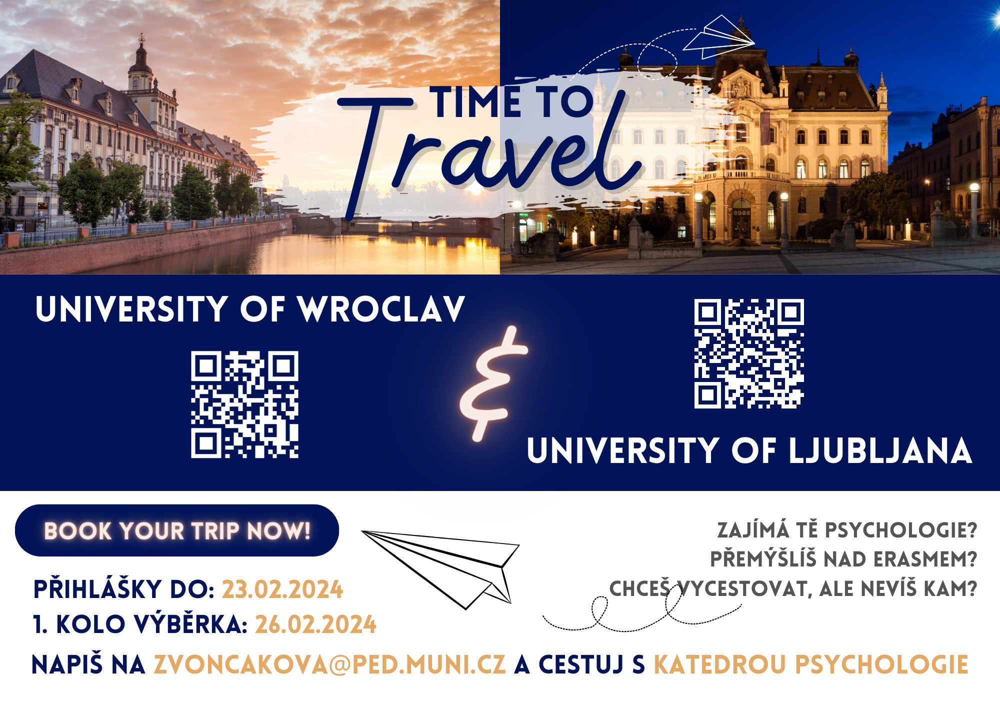 TIME TO
Travel
UNIVERSITY OF WROCLAV
&
UNIVERSITY OF LJUBLJANA
BOOK YOUR TRIP NOW!
PŘIHLÁŠKY DO: 23.02.2024
1. KOLO VÝBĚRKA: 26.02.2024
ZAJÍMÁ TĚ PSYCHOLOGIE?
PŘEMÝŠLÍŠ NAD ERASMEM?
CHCEŠ VYCESTOVAT, ALE NEVÍŠ KAM?
NAPIŠ NA ZVONCAKOVA@PED.MUNI.CZ A CESTUJ S KATEDROU PSYCHOLOGIE